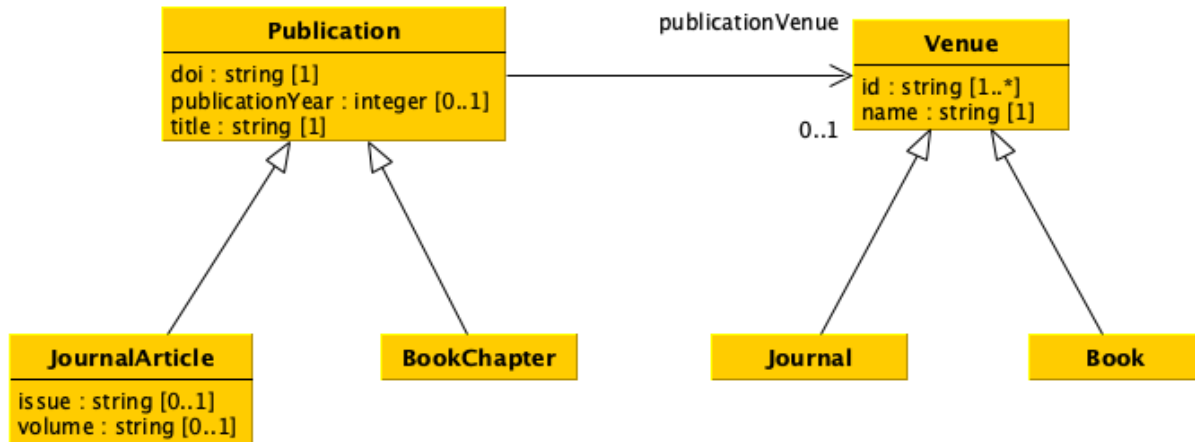 Publication
doi : string [1]
publicationYear : integer [0..1]
title : string [1]
publicationVenue
0..1
Venue
id : string [1..*]
name : string [1]
JournalArticle
issue : string [0..1]
volume : string [0..1]
BookChapter
Journal
Book